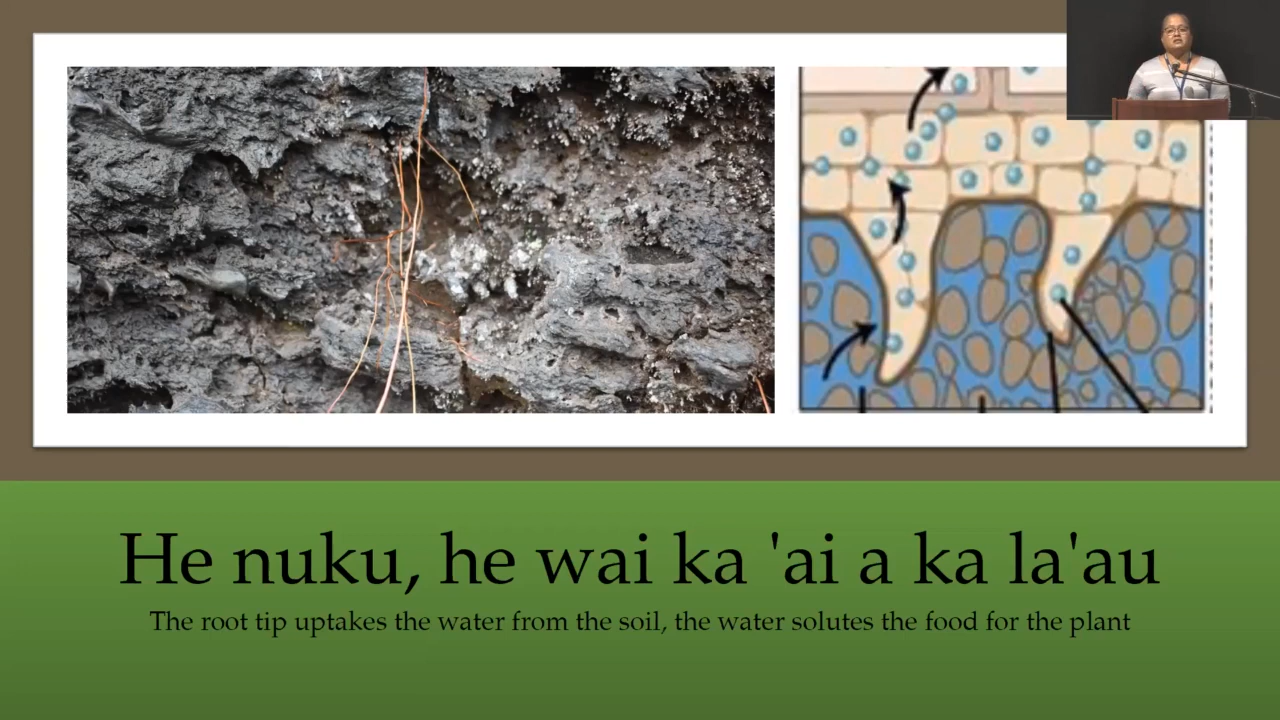 He nuku, he wai ka 'ai a ka la'au
The root tip uptakes the water from the soil, the water solutes the food for the plant